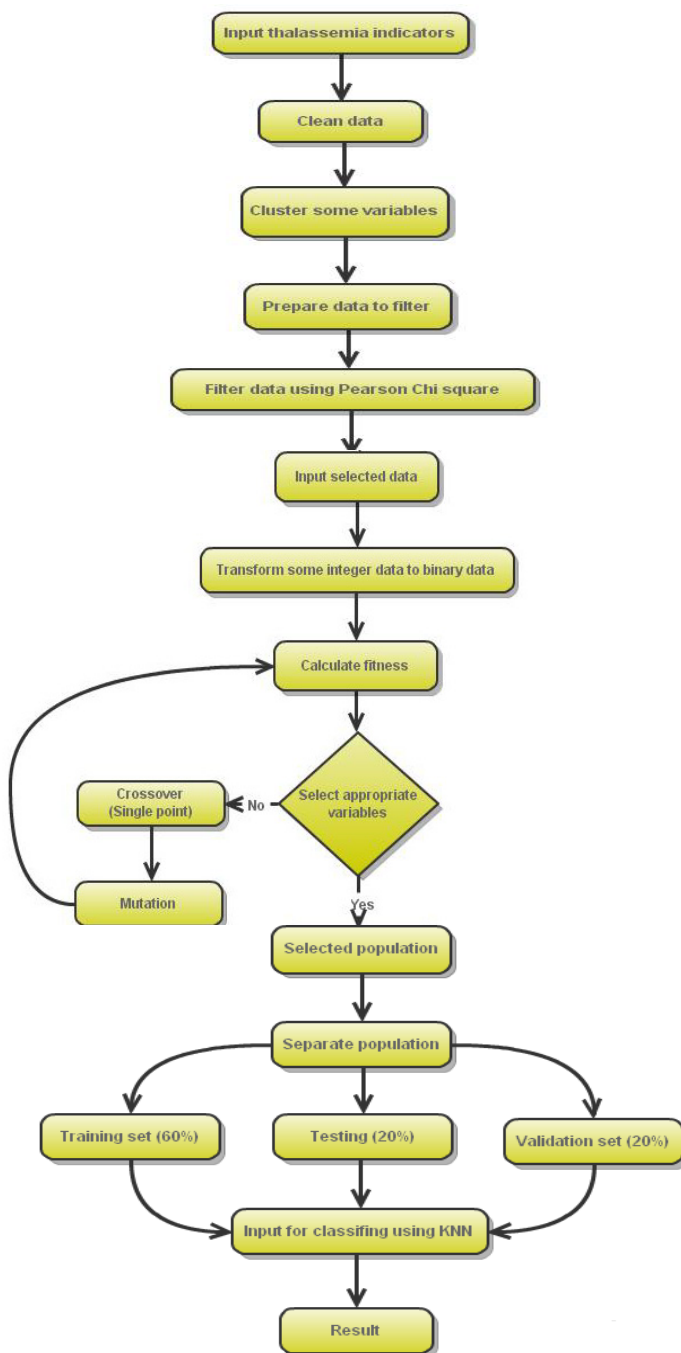 Input thalassemia indicators
Clean data
Cluster some variables
Prepare data to filter
Filter data using Pearson Chi square
Input selected data
Transform some integer data to binary data
Calculate fitness
Select appropriate
variables
No
Crossover
(Single point)
Mutation
Yes
Selected population
Separate population
Training set (60%)
Testing (20%)
Validation set (20%)
Input for classifing using KNN
Result